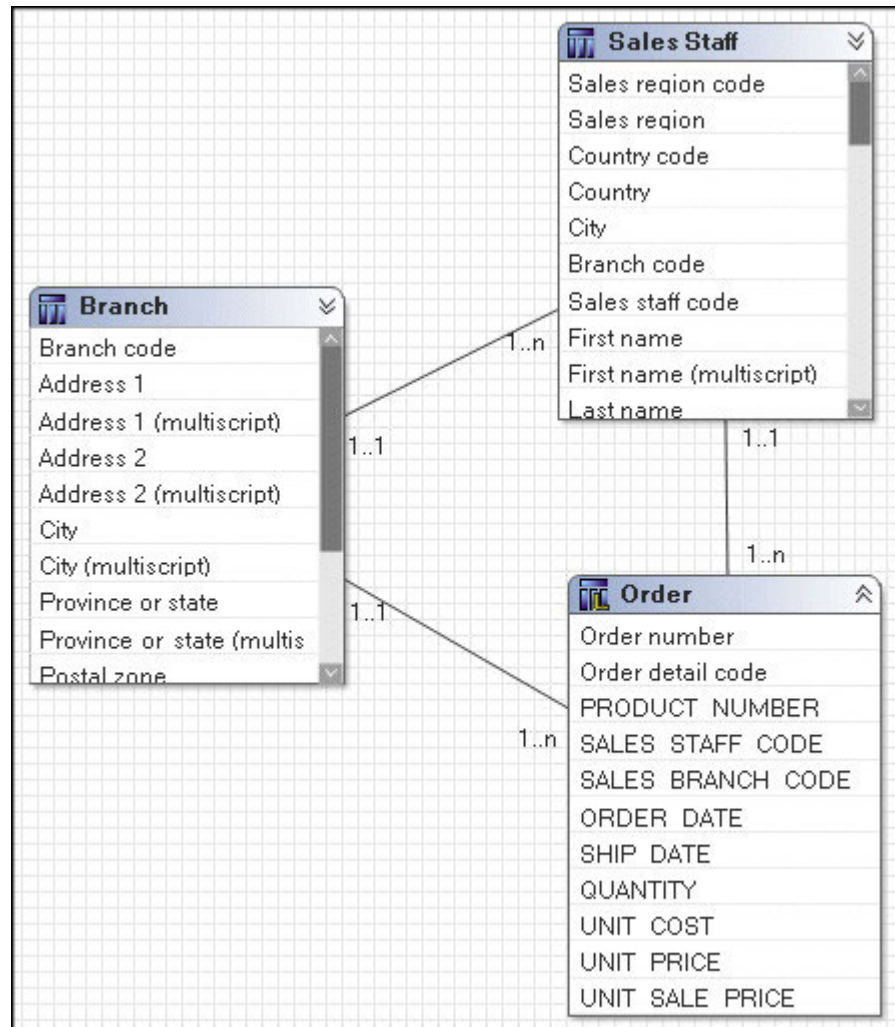 Sales Staff
Sales region code
Sales region
Country code
Country
City
Branch code
Sales staff code
First name
First name (multiscript)
Last name
Branch
Branch code
Address 1
Address 1 (multiscript)
Address 2
Address 2 (multiscript)
City
City (multiscript)
Province or state
Province or state (multis
Postal zone
1..n
1..1
1..1
1..n
1..1
1..n
Order
Order number
Order detail code
PRODUCT NUMBER
SALES STAFF CODE
SALES BRANCH CODE
ORDER DATE
SHIP DATE
QUANTITY
UNIT COST
UNIT PRICE
UNIT SALE PRICE